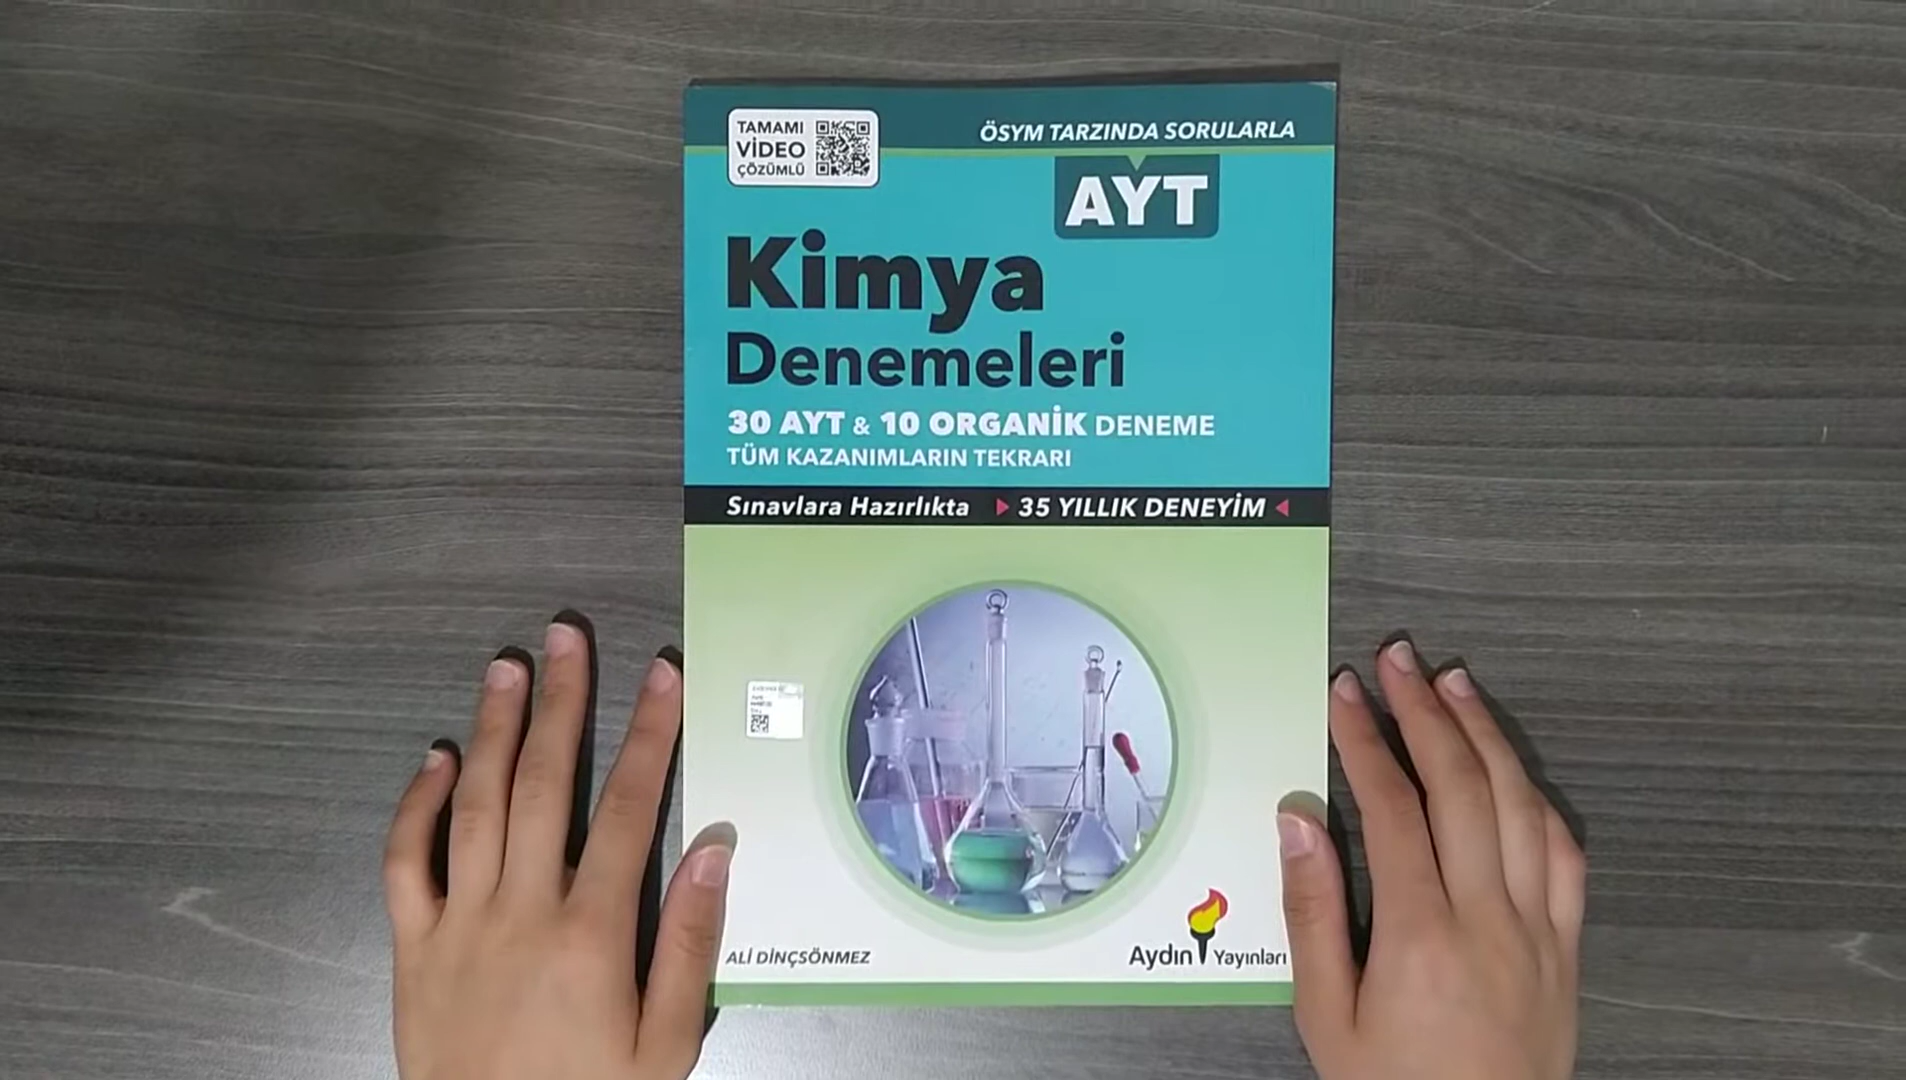 TAMAMI
VİDEO
ÇÖZÜMLÜ
ÖSYM TARZINDA SORULARLA
AYT
Kimya
Denemeleri
30 AYT & 10 ORGANİK DENEME
TÜM KAZANIMLARIN TEKRARI
Sınavlara Hazırlıkta 35 YILLIK DENEYİM
ALİ DİNÇSÖNMEZ
Aydın Yayınları